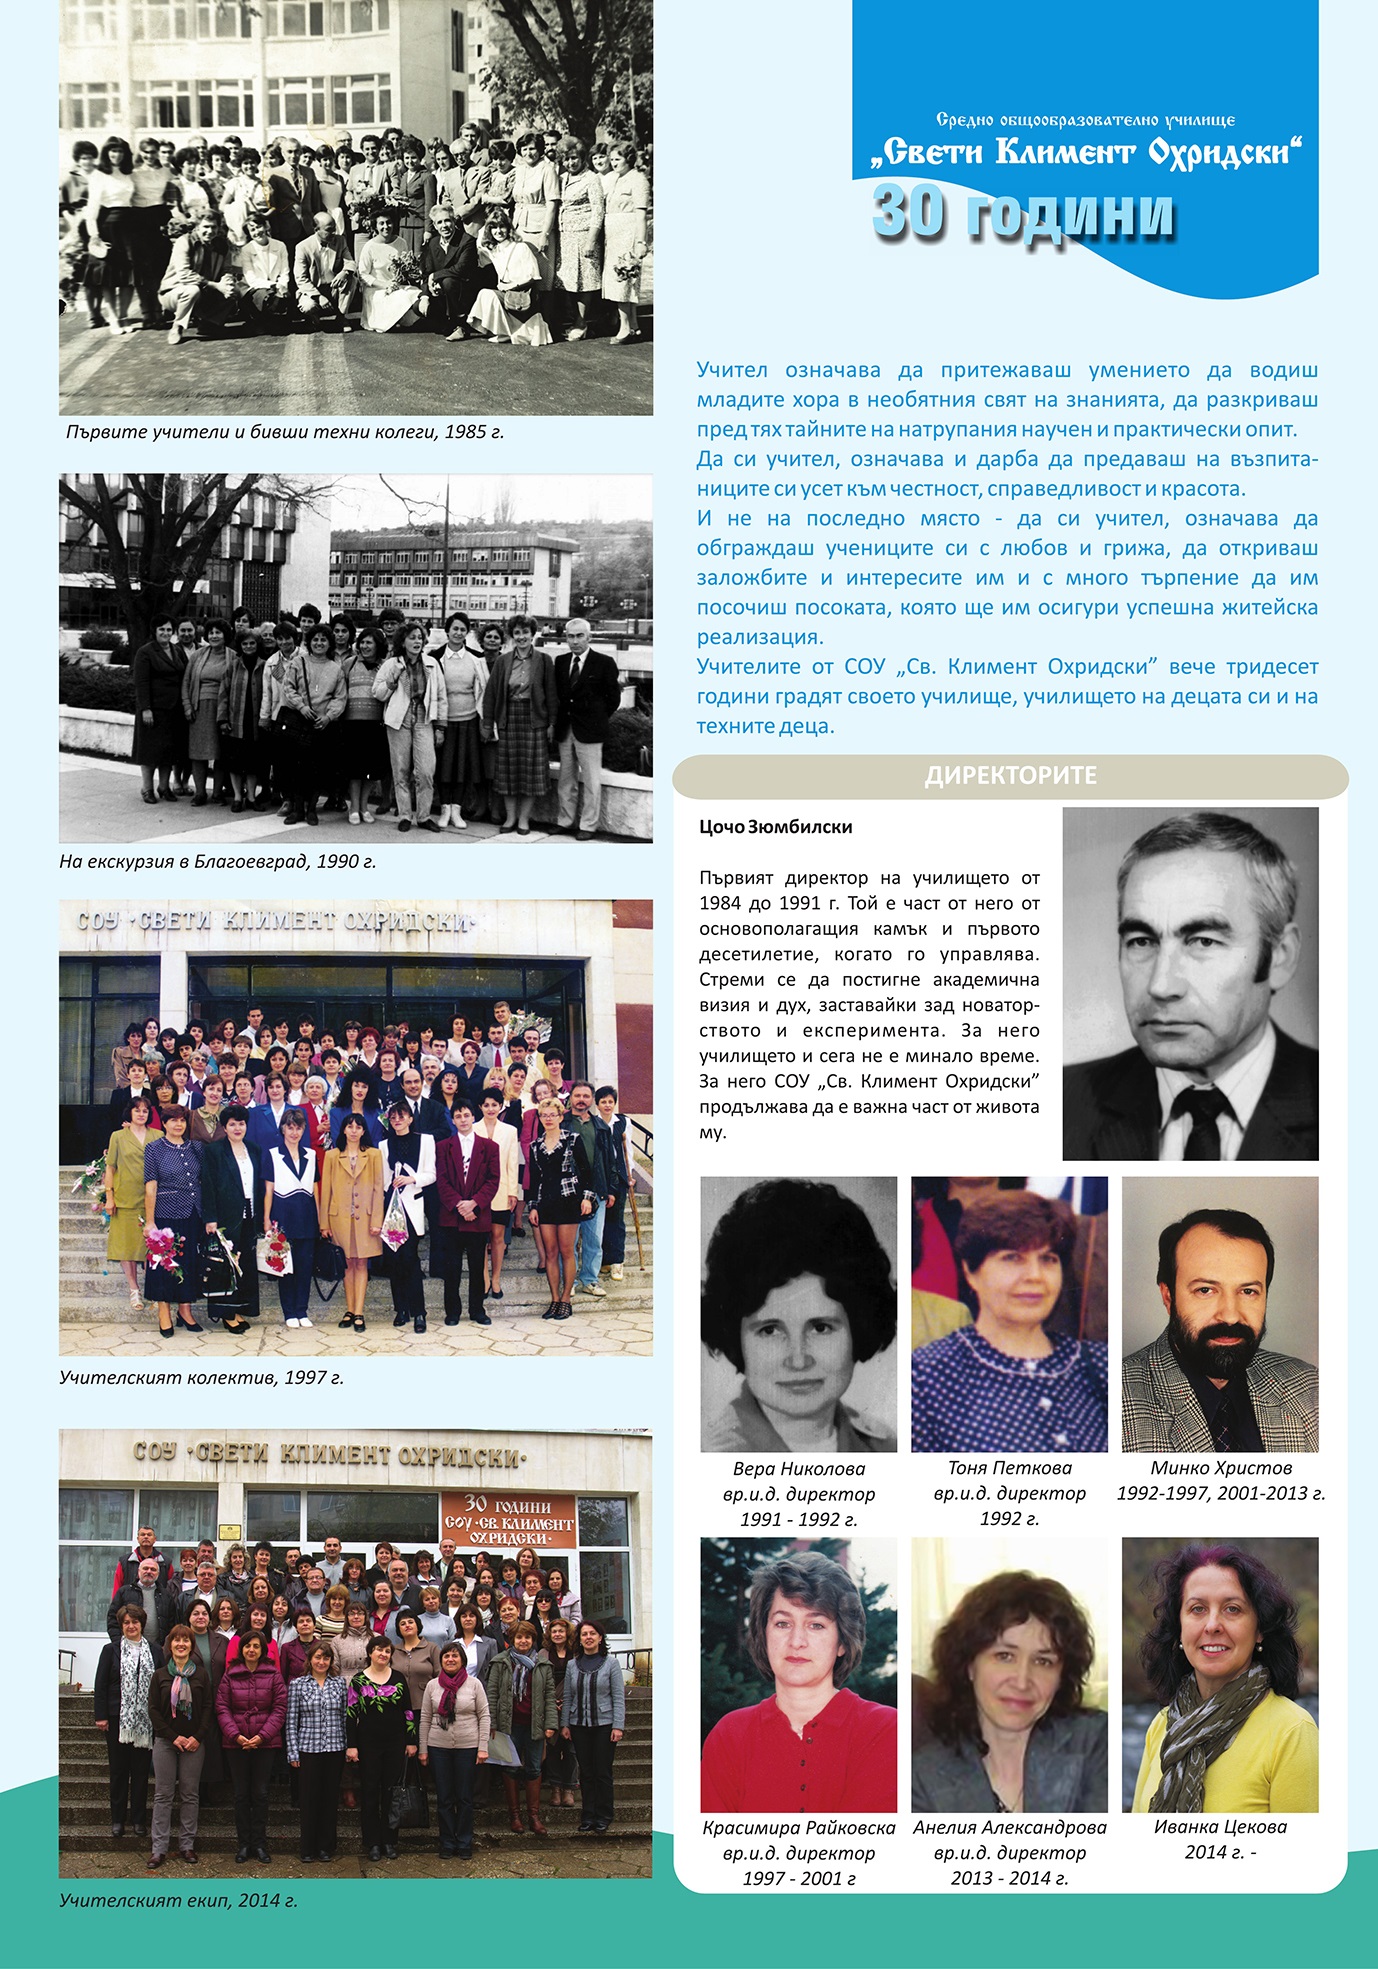 Средно общообразователно училище
„Свети Климент Охридски“
30 години
Първите учители и бивши техни колеги, 1985 г.
На екскурзия в Благоевград, 1990 г.
СОУ "СВЕТИ КЛИМЕНТ ОХРИДСКИ"
Учителският колектив, 1997 г.
СОУ "СВЕТИ КЛИМЕНТ ОХРИДСКИ"
30 ГОДИНИ
СОУ "СВ. КЛИМЕНТ
ОХРИДСКИ"
Учителският екип, 2014 г.
Учител означава да притежаваш умението да водиш
младите хора в необятния свят на знанията, да разкриваш
пред тях тайните на натрупания научен и практически опит.
Да си учител, означава и дарба да предаваш на възпита-
ниците си усет към честност, справедливост и красота.
И не на последно място - да си учител, означава да
обграждаш учениците си с любов и грижа, да откриваш
заложбите и интересите им и с много търпение да им
посочиш посоката, която ще им осигури успешна житейска
реализация.
Учителите от СОУ „Св. Климент Охридски” вече тридесет
години градят своето училище, училището на децата си и на
техните деца.
ДИРЕКТОРИТЕ
Цочо Зюмбилски
Първият директор на училището от
1984 до 1991 г. Той е част от него от
основополагащия камък и първото
десетилетие, когато го управлява.
Стреми се да постигне академична
визия и дух, заставайки зад новатор-
ството и експеримента. За него
училището и сега не е минало време.
За него СОУ „Св. Климент Охридски”
продължава да е важна част от живота
му.
Вера Николова
вр.и.д. директор
1991 - 1992 г.
Тоня Петкова
вр.и.д. директор
1992 г.
Минко Христов
1992-1997, 2001-2013 г.
Красимира Райковска
вр.и.д. директор
1997 - 2001 г
Анелия Александрова
вр.и.д. директор
2013 - 2014 г.
Иванка Цекова
2014 г. -